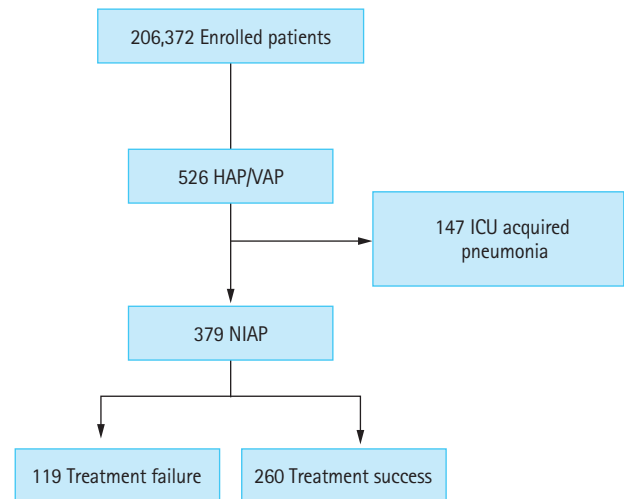 206,372 Enrolled patients
526 HAP/VAP
147 ICU acquired
pneumonia
379 NIAP
119 Treatment failure
260 Treatment success